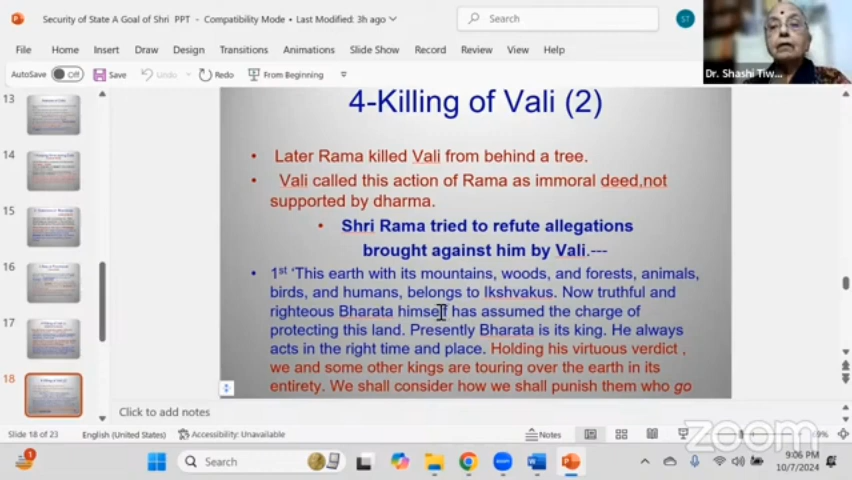 Security of State A Goal of Shri PPT - Compatibility Mode • Last Modified: 3h ago
Search
ST
File Home Insert Draw Design Transitions Animations Slide Show Record Review View Help
AutoSave Off Save Undo Redo From Beginning
Dr. Shashi Tiw...
13
14
15
16
17
18
4-Killing of Vali (2)
• Later Rama killed Vali from behind a tree.
• Vali called this action of Rama as immoral deed,not
supported by dharma.
• Shri Rama tried to refute allegations
brought against him by Vali.---
• 1st 'This earth with its mountains, woods, and forests, animals,
birds, and humans, belongs to Ikshvakus. Now truthful and
righteous Bharata himself has assumed the charge of
protecting this land. Presently Bharata is its king. He always
acts in the right time and place. Holding his virtuous verdict ,
we and some other kings are touring over the earth in its
entirety. We shall consider how we shall punish them who go
Click to add notes
zoom
Slide 18 of 23 English (United States) Accessibility: Unavailable Notes
1
Search
9:06 PM
10/7/2024